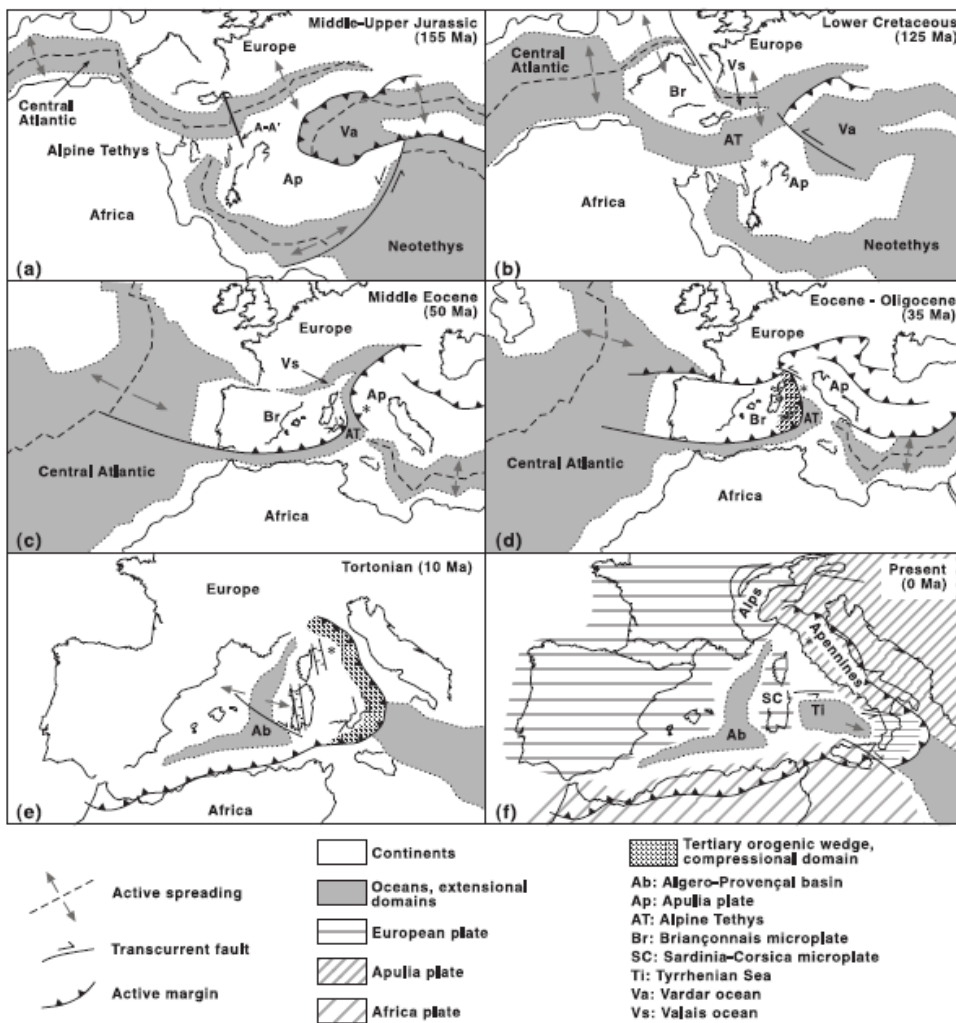 Middle-Upper Jurassic
(155 Ma)
Europe
Central
Atlantic
A-A'
Va
Alpine Tethys
Ap
Africa
Neotethys
(a)
Lower Cretaceous
(125 Ma)
Europe
Central
Atlantic
Vs
Br
AT
Va
*
Ap
Africa
Neotethys
(b)
Middle Eocene
(50 Ma)
Europe
Vs
Ap
*
Br
AT
Central Atlantic
Africa
(c)
Eocene - Oligocene
(35 Ma)
Europe
Ap
*
Br
AT
Central Atlantic
Africa
(d)
Tortonian (10 Ma)
Europe
*
Ab
Africa
(e)
Present
(0 Ma)
Alps
Apennines
*
SC
Ti
Ab
(f)
Active spreading
Transcurrent fault
Active margin
Continents
Oceans, extensional
domains
European plate
Apulia plate
Africa plate
Tertiary orogenic wedge,
compressional domain
Ab: Algero-Provençal basin
Ap: Apulia plate
AT: Alpine Tethys
Br: Briançonnais microplate
SC: Sardinia-Corsica microplate
Ti: Tyrrhenian Sea
Va: Vardar ocean
Vs: Valais ocean